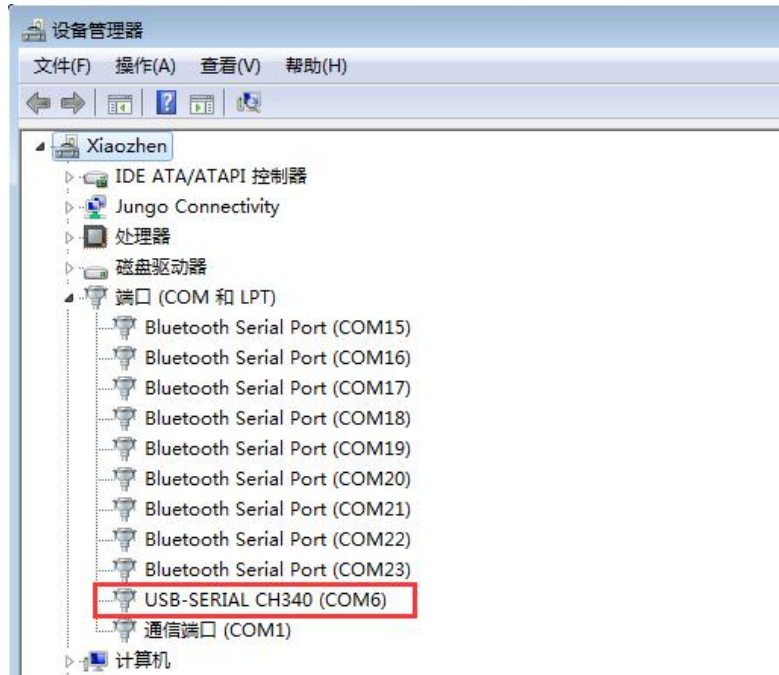 设备管理器
文件(F) 操作(A) 查看(V) 帮助(H)
Xiaozhen
IDE ATA/ATAPI 控制器
Jungo Connectivity
处理器
磁盘驱动器
端口 (COM 和 LPT)
Bluetooth Serial Port (COM15)
Bluetooth Serial Port (COM16)
Bluetooth Serial Port (COM17)
Bluetooth Serial Port (COM18)
Bluetooth Serial Port (COM19)
Bluetooth Serial Port (COM20)
Bluetooth Serial Port (COM21)
Bluetooth Serial Port (COM22)
Bluetooth Serial Port (COM23)
USB-SERIAL CH340 (COM6)
通信端口 (COM1)
计算机